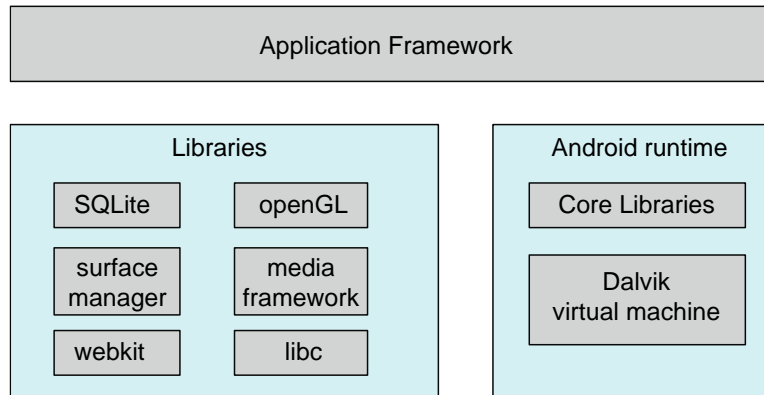 Application Framework
Libraries
SQLite
openGL
surface
manager
media
framework
webkit
libc
Android runtime
Core Libraries
Dalvik
virtual machine